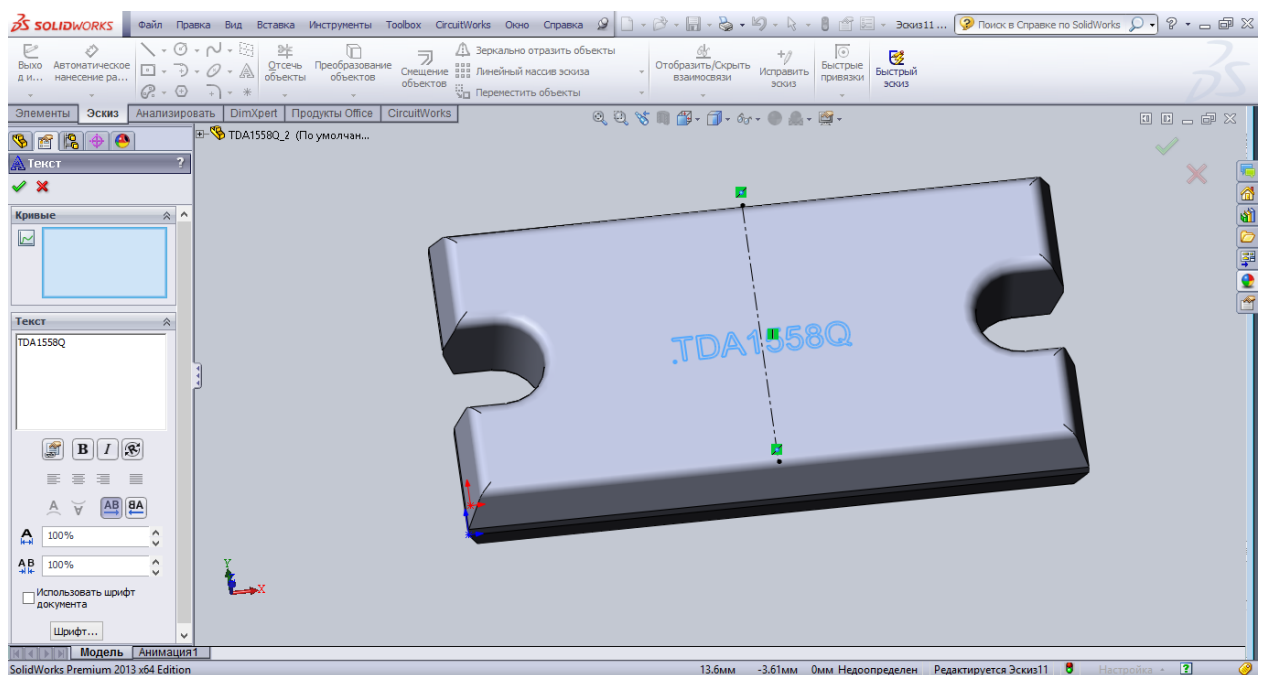 SOLIDWORKS Файл Правка Вид Вставка Инструменты Toolbox CircuitWorks Окно Справка Эскиз11 ... Поиск в Справке по SolidWorks ?
Выхо д и... Автоматическое нанесение ра... Отсечь объекты Преобразование объектов Смещение объектов
Зеркально отразить объекты
Линейный массив эскиза
Переместить объекты
Отобразить/Скрыть взаимосвязи Исправить эскиз Быстрые привязки Быстрый эскиз
Элементы Эскиз Анализировать DimXpert Продукты Office CircuitWorks
TDA1558Q_2 (По умолчан...
Текст ?
Кривые
Текст
TDA1558Q
B I
AB
100%
AB 100%
Использовать шрифт
документа
Шрифт...
.TDA1558Q
Y
X
Модель Анимация1
SolidWorks Premium 2013 x64 Edition 13.6мм -3.61мм 0мм Недоопределен Редактируется Эскиз11 Настройка ?